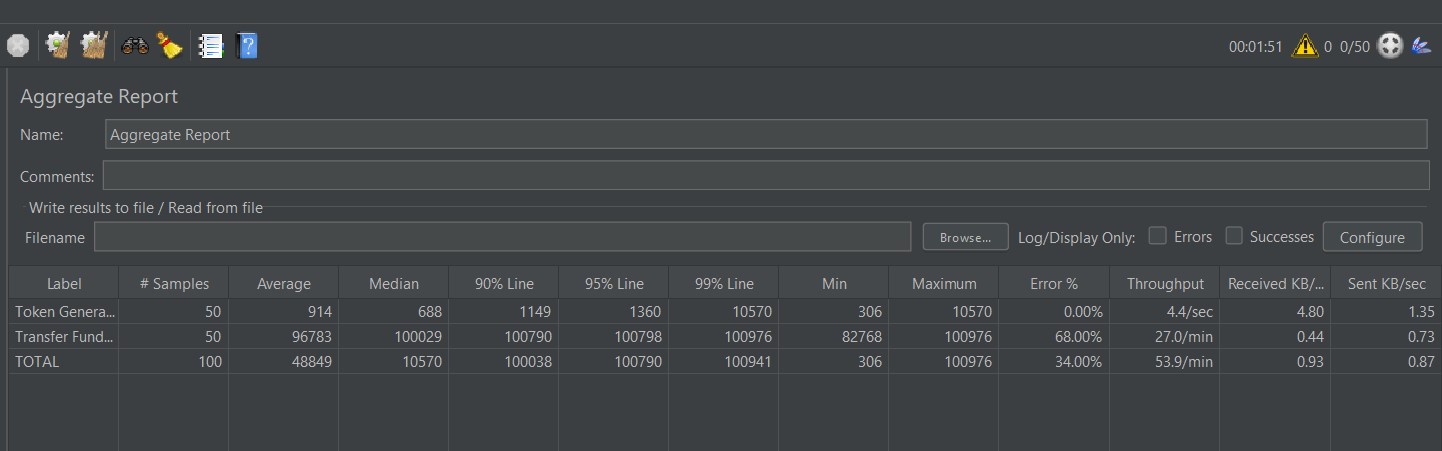 00:01:51 0 0/50
Aggregate Report
Name: Aggregate Report
Comments:
Write results to file / Read from file
Filename Browse... Log/Display Only: Errors Successes Configure
Label # Samples Average Median 90% Line 95% Line 99% Line Min Maximum Error % Throughput Received KB/... Sent KB/sec
Token Genera... 50 914 688 1149 1360 10570 306 10570 0.00% 4.4/sec 4.80 1.35
Transfer Fund... 50 96783 100029 100790 100798 100976 82768 100976 68.00% 27.0/min 0.44 0.73
TOTAL 100 48849 10570 100038 100790 100941 306 100976 34.00% 53.9/min 0.93 0.87